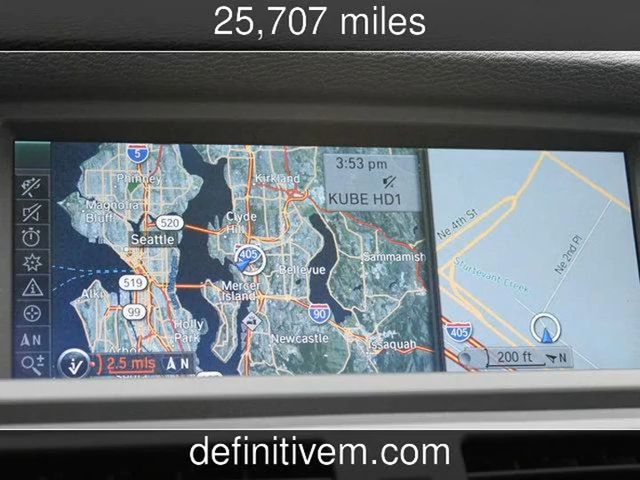 25,707 miles
5
Phinney
3:53 pm
Kirkland
KUBE HD1
Magnolia
Bluff
520
Clyde
Hill
Ne 4th St
Seattle
Ne 2nd Pl
405
Sammamish
Bellevue
Sturtevant Creek
519
Alki
Mercer
Island
99
90
Holly
Park
Newcastle
405
Issaquah
2.5 mls
N
200 ft
N
N
definitivem.com